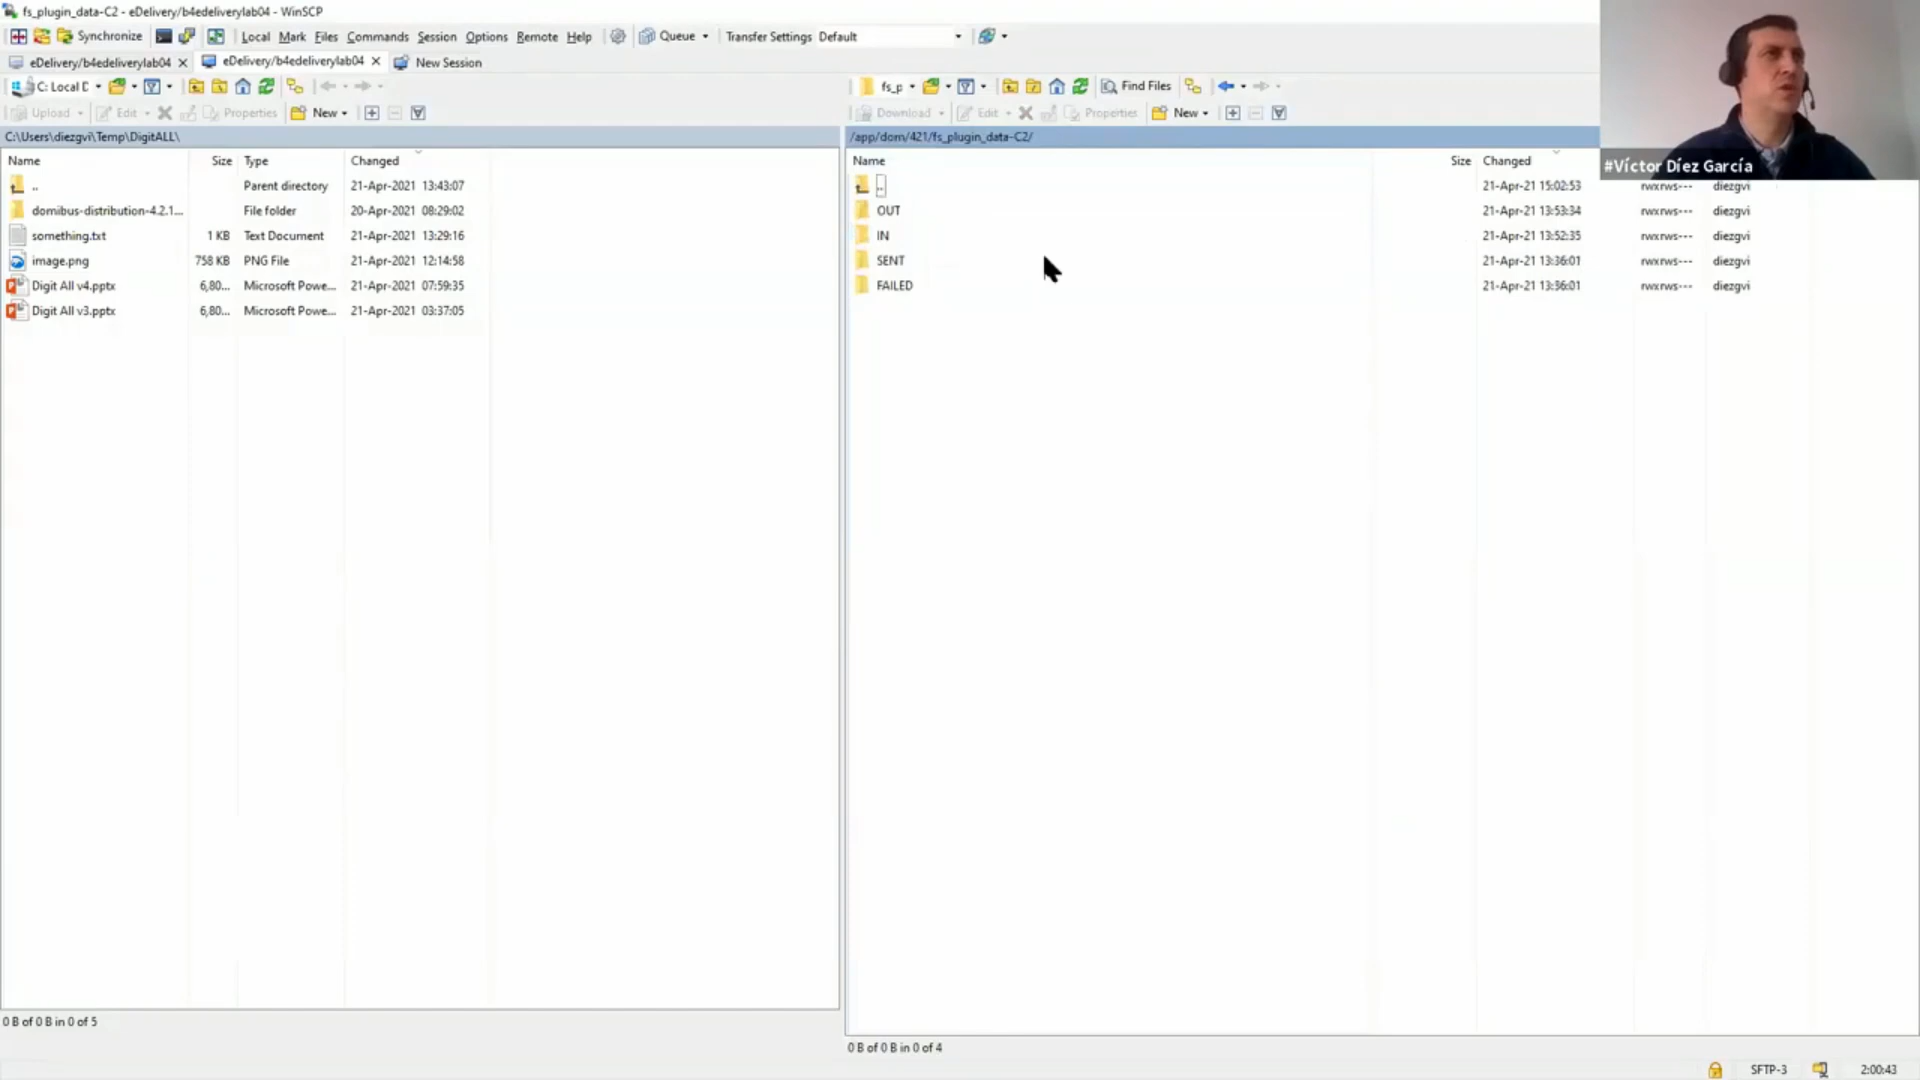 fs_plugin_data-C2 - eDelivery/b4edeliverylab04 - WinSCP
Synchronize Local Mark Files Commands Session Options Remote Help Queue Transfer Settings Default
eDelivery/b4edeliverylab04 eDelivery/b4edeliverylab04 New Session
C: Local D fs_p Find Files
Upload Edit Properties New Download Edit Properties New
C:\Users\diezgvi\Temp\DigitALL\ /app/dom/421/fs_plugin_data-C2/
#Víctor Díez García
Name Size Type Changed Name Size Changed
.. Parent directory 21-Apr-2021 13:43:07 .. 21-Apr-21 15:02:53 rwxrws--- diezgvi
domibus-distribution-4.2.1... File folder 20-Apr-2021 08:29:02 OUT 21-Apr-21 13:53:34 rwxrws--- diezgvi
something.txt 1 KB Text Document 21-Apr-2021 13:29:16 IN 21-Apr-21 13:52:35 rwxrws--- diezgvi
image.png 758 KB PNG File 21-Apr-2021 12:14:58 SENT 21-Apr-21 13:36:01 rwxrws--- diezgvi
Digit All v4.pptx 6,80... Microsoft Powe... 21-Apr-2021 07:59:35 FAILED 21-Apr-21 13:36:01 rwxrws--- diezgvi
Digit All v3.pptx 6,80... Microsoft Powe... 21-Apr-2021 03:37:05
0 B of 0 B in 0 of 5
0 B of 0 B in 0 of 4
SFTP-3 2:00:43